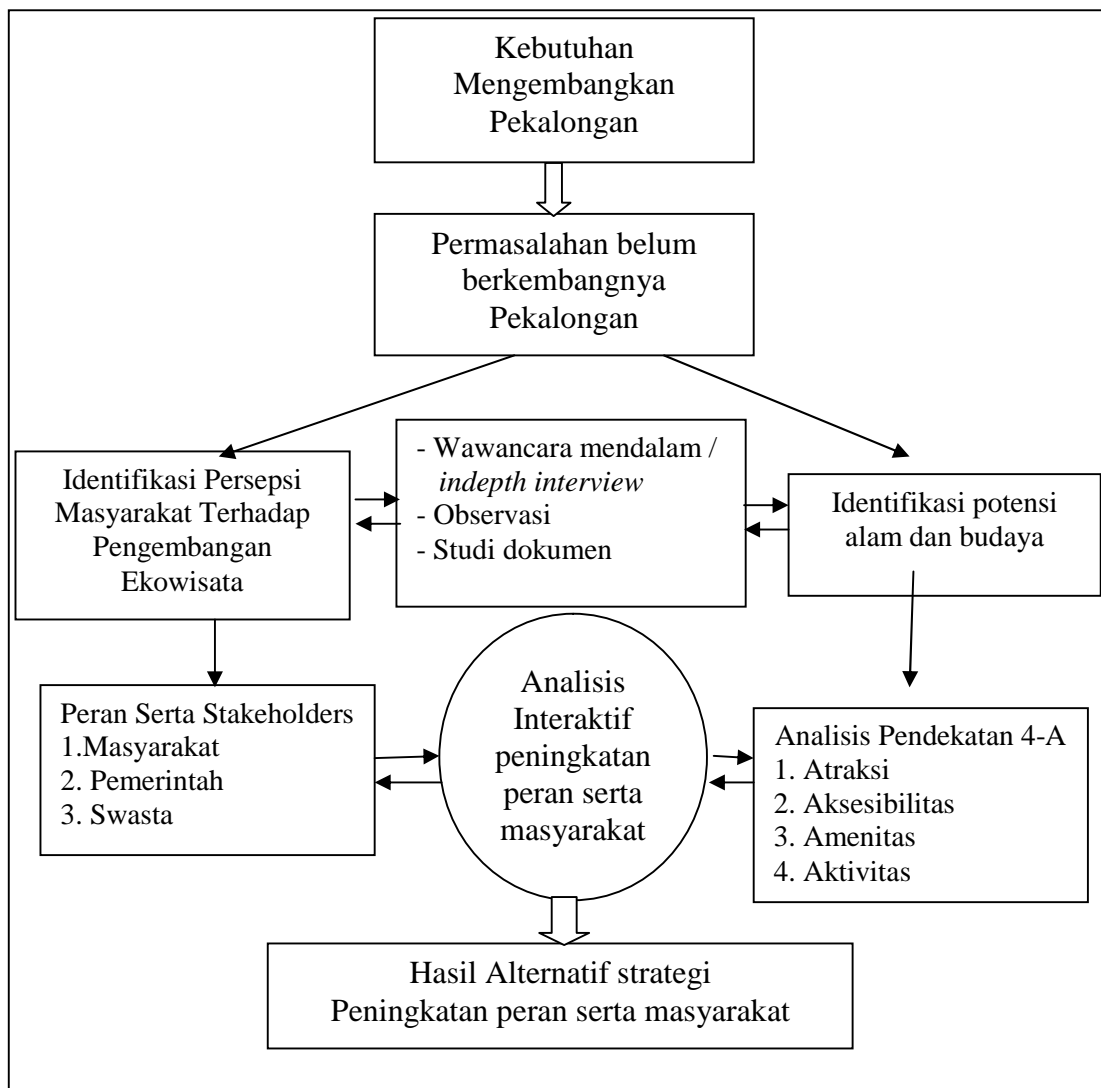 Kebutuhan
Mengembangkan
Pekalongan
Permasalahan belum
berkembangnya
Pekalongan
Identifikasi Persepsi
Masyarakat Terhadap
Pengembangan
Ekowisata
- Wawancara mendalam /
indepth interview
- Observasi
- Studi dokumen
Identifikasi potensi
alam dan budaya
Peran Serta Stakeholders
1.Masyarakat
2. Pemerintah
3. Swasta
Analisis
Interaktif
peningkatan
peran serta
masyarakat
Analisis Pendekatan 4-A
1. Atraksi
2. Aksesibilitas
3. Amenitas
4. Aktivitas
Hasil Alternatif strategi
Peningkatan peran serta masyarakat